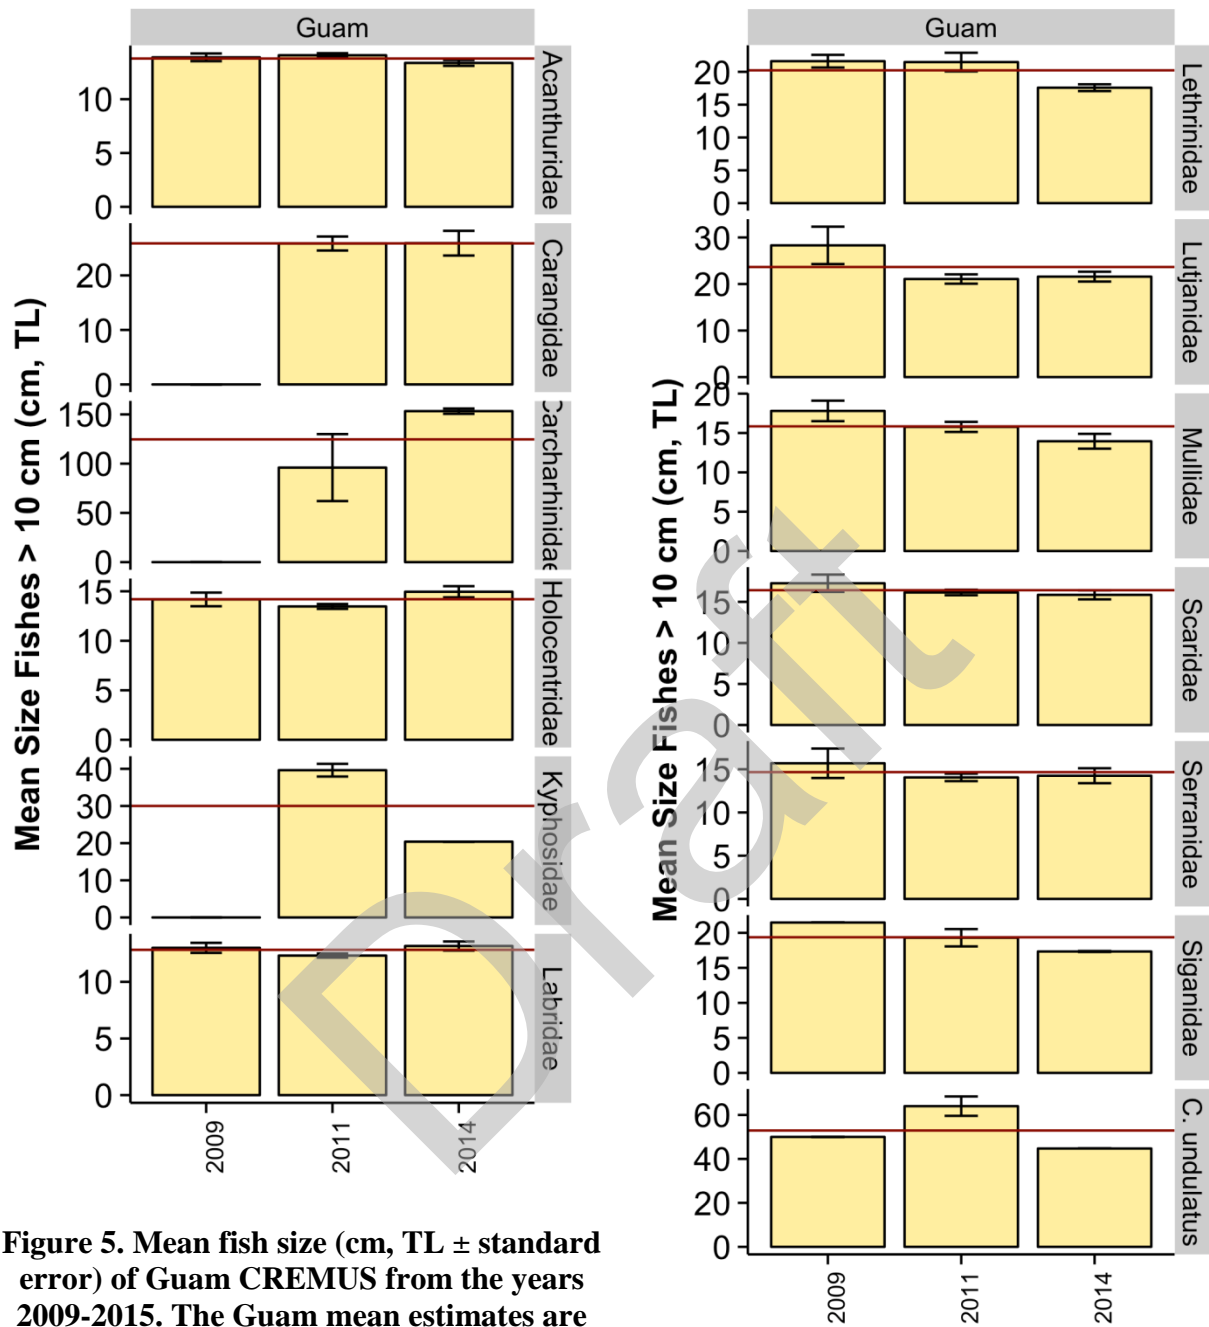 Guam
Mean Size Fishes > 10 cm (cm, TL)
10
5
0
Acanthuridae
20
10
0
Carangidae
150
100
50
0
Carcharhinidae
15
10
5
0
Holocentridae
40
30
20
10
0
Kyphosidae
10
5
0
Labridae
2009
2011
2014
Guam
Mean Size Fishes > 10 cm (cm, TL)
20
15
10
5
0
Lethrinidae
30
20
10
0
Lutjanidae
20
15
10
5
0
Mullidae
15
10
5
0
Scaridae
15
10
5
0
Serranidae
20
15
10
5
0
Siganidae
60
40
20
0
C. undulatus
2009
2011
2014
Draft
Figure 5. Mean fish size (cm, TL ± standard
error) of Guam CREMUS from the years
2009-2015. The Guam mean estimates are